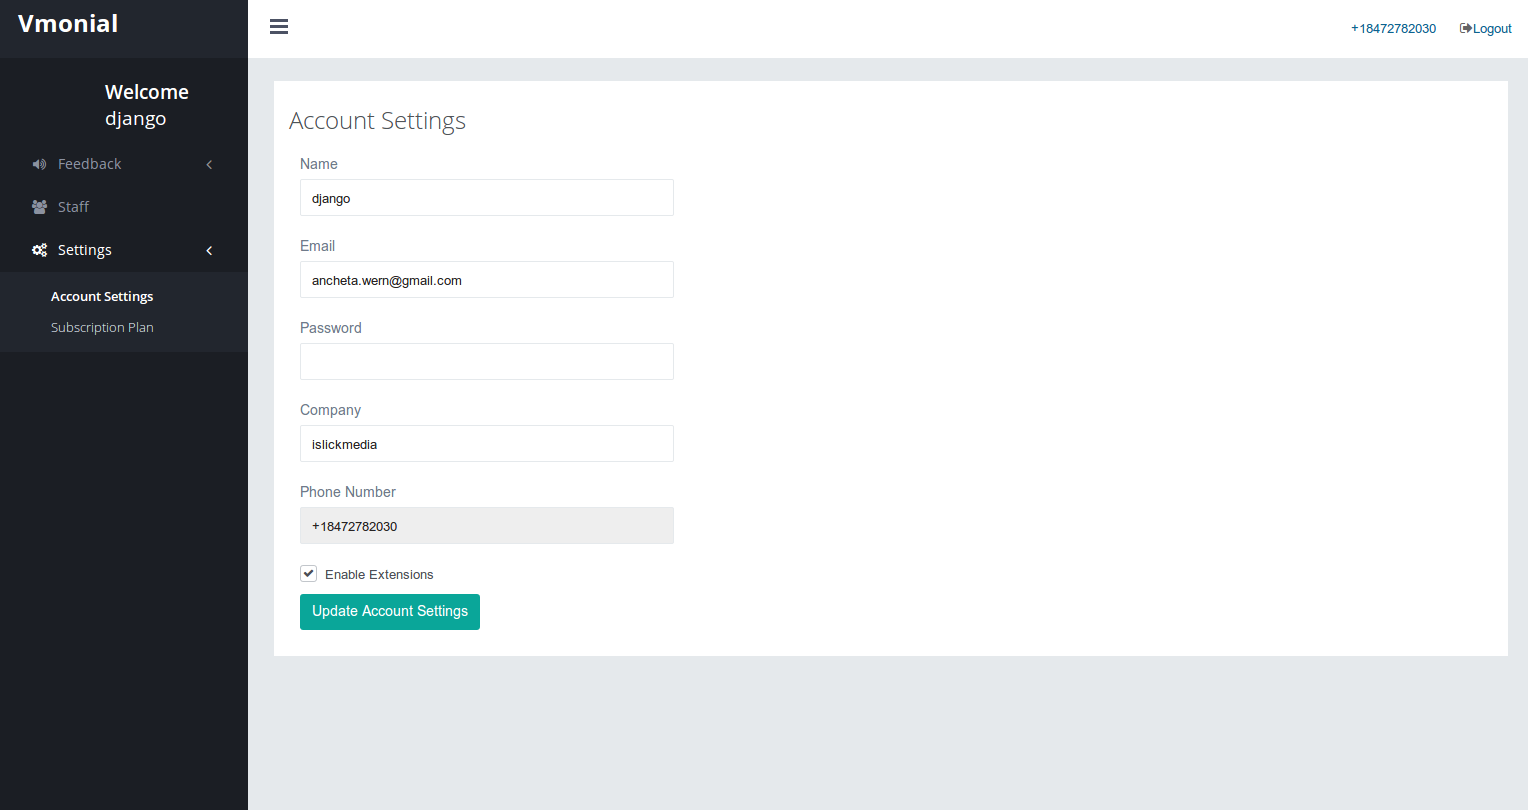 Vmonial
+18472782030 Logout
Welcome
django
Feedback
Staff
Settings
Account Settings
Subscription Plan
Account Settings
Name
django
Email
ancheta.wern@gmail.com
Password
Company
islickmedia
Phone Number
+18472782030
Enable Extensions
Update Account Settings